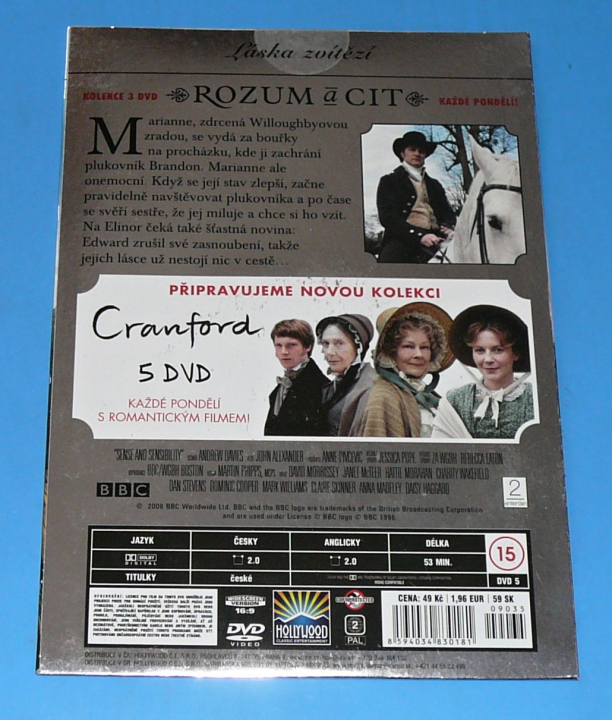 Láska zvítězí
KOLEKCE 3 DVD
ROZUM a CIT
KAŽDÉ PONDĚLÍ!
Marianne, zdrcená Willoughbyovou
zradou, se vydá za bouřky
na procházku, kde ji zachrání
plukovník Brandon. Marianne ale
onemocní. Když se její stav zlepší, začne
pravidelně navštěvovat plukovníka a po čase
se svěří sestře, že jej miluje a chce si ho vzít.
Na Elinor čeká také šťastná novina:
Edward zrušil své zasnoubení, takže
jejich lásce už nestojí nic v cestě...
PŘIPRAVUJEME NOVOU KOLEKCI
Cranford
5 DVD
KAŽDÉ PONDĚLÍ
S ROMANTICKÝM FILMEM!
"SENSE AND SENSIBILITY" ANDREW DAVIES JOHN ALEXANDER ANNE PIVCEVIC JESSICA POPE REBECCA EATON
BBC/WGBH BOSTON MARTIN PHIPPS, MCPS DAVID MORRISSEY JANET McTEER HATTIE MORAHAN CHARITY WAKEFIELD
DAN STEVENS DOMINIC COOPER MARK WILLIAMS CLAIRE SKINNER ANNA MADELEY DAISY HAGGARD
BBC
2
© 2008 BBC Worldwide Ltd. BBC and the BBC logo are trademarks of the British Broadcasting Corporation
and are used under License © BBC logo © BBC 1996
JAZYK ČESKY ANGLICKY DÉLKA
DOLBY DIGITAL 2.0 2.0 53 MIN.
TITULKY české
15
DVD 5
WIDESCREEN
VERSION
16:9
DVD
VIDEO
HOLLYWOOD
CLASSIC ENTERTAINMENT
2
PAL
CENA: 49 Kč 1,96 EUR 59 SK
09035
8 594034 830181